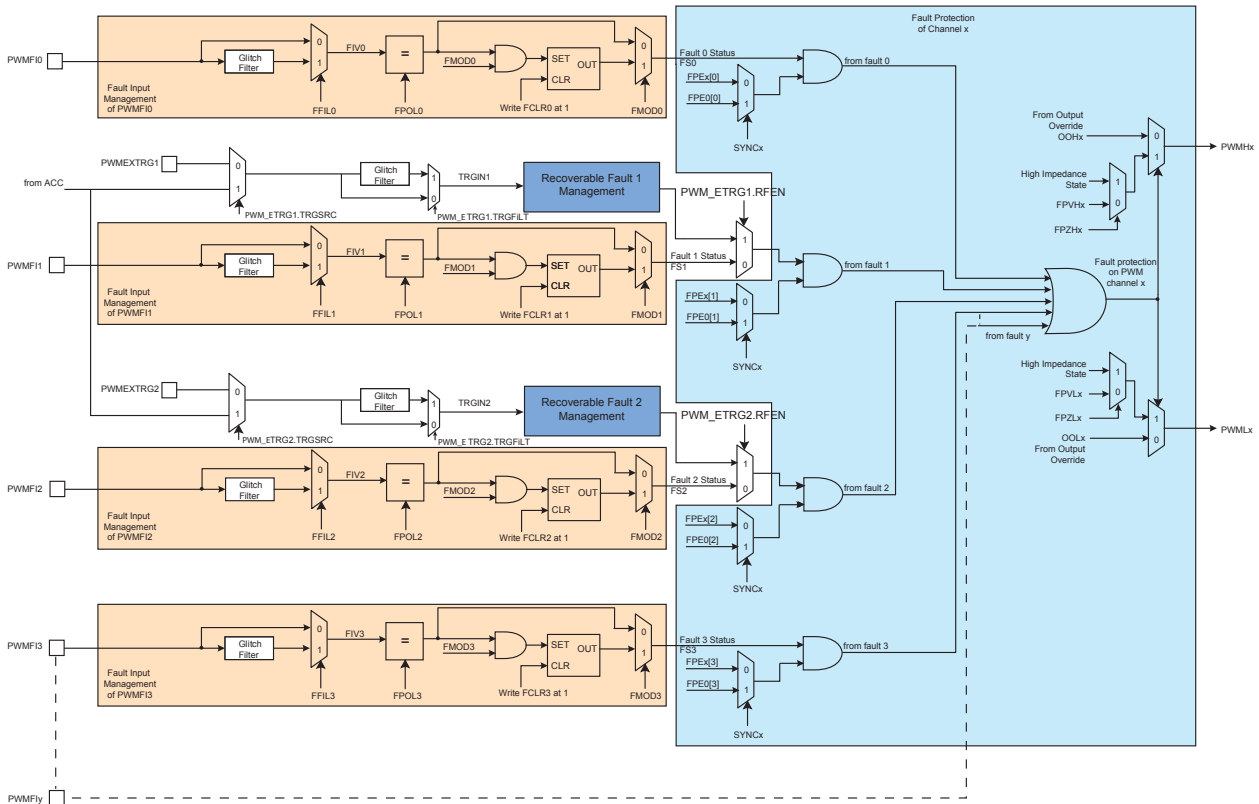 Fault Protection
of Channel x
PWMFI0
Glitch
Filter
0
1
FIV0
=
FMOD0
SET
OUT
CLR
0
1
Fault Input
Management
of PWMFI0
FFIL0
FPOL0
Write FCLR0 at 1
FMOD0
Fault 0 Status
FS0
FPEx[0]
FPE0[0]
0
1
SYNCx
from fault 0
From Output
Override
OOHx
0
1
PWMHx
High Impedance
State
FPVHx
FPZHx
1
0
PWMEXTRG1
from ACC
0
1
PWM_ETRG1.TRGSRC
Glitch
Filter
1
0
PWM_ETRG1.TRGFiLT
TRGIN1
Recoverable Fault 1
Management
PWM_ETRG1.RFEN
1
0
PWMFI1
Glitch
Filter
0
1
FIV1
=
FMOD1
SET
OUT
CLR
0
1
Fault Input
Management
of PWMFI1
FFIL1
FPOL1
Write FCLR1 at 1
FMOD1
Fault 1 Status
FS1
FPEx[1]
FPE0[1]
0
1
SYNCx
from fault 1
Fault protection
on PWM
channel x
from fault y
PWMEXTRG2
0
1
PWM_ETRG2.TRGSRC
Glitch
Filter
1
0
PWM_ETRG2.TRGFiLT
TRGIN2
Recoverable Fault 2
Management
PWM_ETRG2.RFEN
1
0
High Impedance
State
FPVLx
FPZLx
1
0
OOLx
From Output
Override
1
0
PWMLx
PWMFI2
Glitch
Filter
0
1
FIV2
=
FMOD2
SET
OUT
CLR
0
1
Fault Input
Management
of PWMFI2
FFIL2
FPOL2
Write FCLR2 at 1
FMOD2
Fault 2 Status
FS2
FPEx[2]
FPE0[2]
0
1
SYNCx
from fault 2
PWMFI3
Glitch
Filter
0
1
FIV3
=
FMOD3
SET
OUT
CLR
0
1
Fault Input
Management
of PWMFI3
FFIL3
FPOL3
Write FCLR3 at 1
FMOD3
Fault 3 Status
FS3
FPEx[3]
FPE0[3]
0
1
SYNCx
from fault 3
PWMFIy